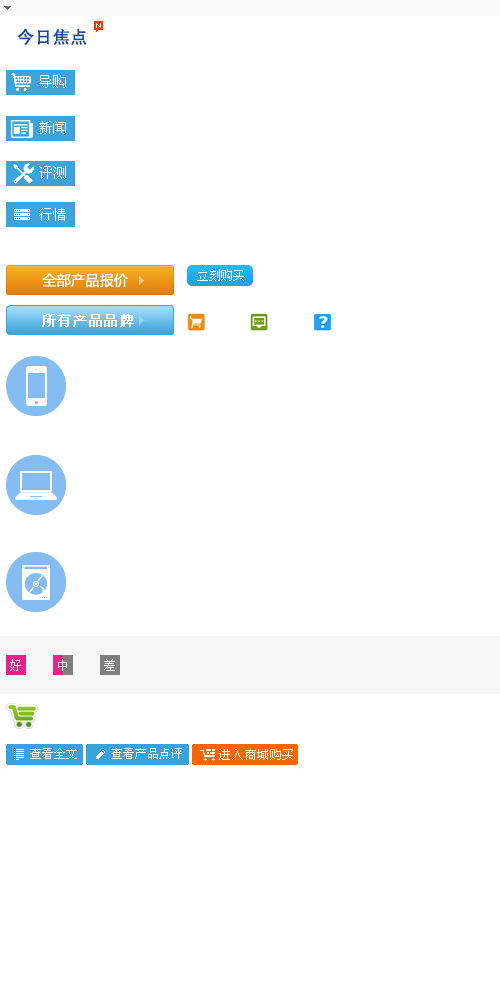 今日焦点 N
导购
新闻
评测
行情
全部产品报价
立刻购买
所有产品品牌
?
好 中 差
查看全文 查看产品点评 进入商城购买